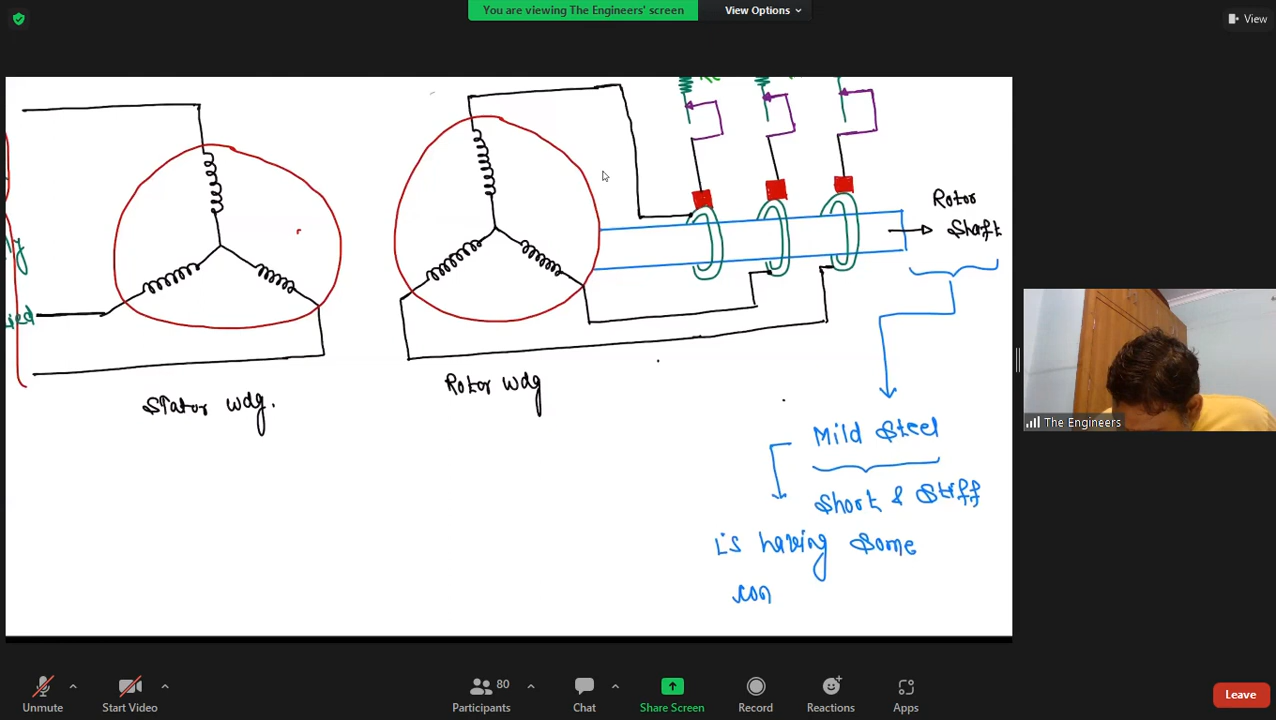 You are viewing The Engineers' screen
View Options
View
Rotor
Shaft
Stator wdg.
Rotor wdg
Mild Steel
Short & Stiff
is having some
con
The Engineers
Unmute
Start Video
80
Participants
Chat
Share Screen
Record
Reactions
Apps
Leave